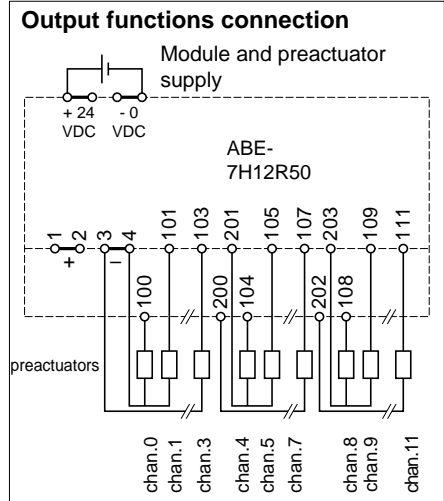 Output functions connection
Module and preactuator
supply
+ 24
VDC
- 0
VDC
ABE-
7H12R50
1
2
3
4
101
103
201
105
107
203
109
111
+
–
100
200
104
202
108
preactuators
chan.0
chan.1
chan.3
chan.4
chan.5
chan.7
chan.8
chan.9
chan.11